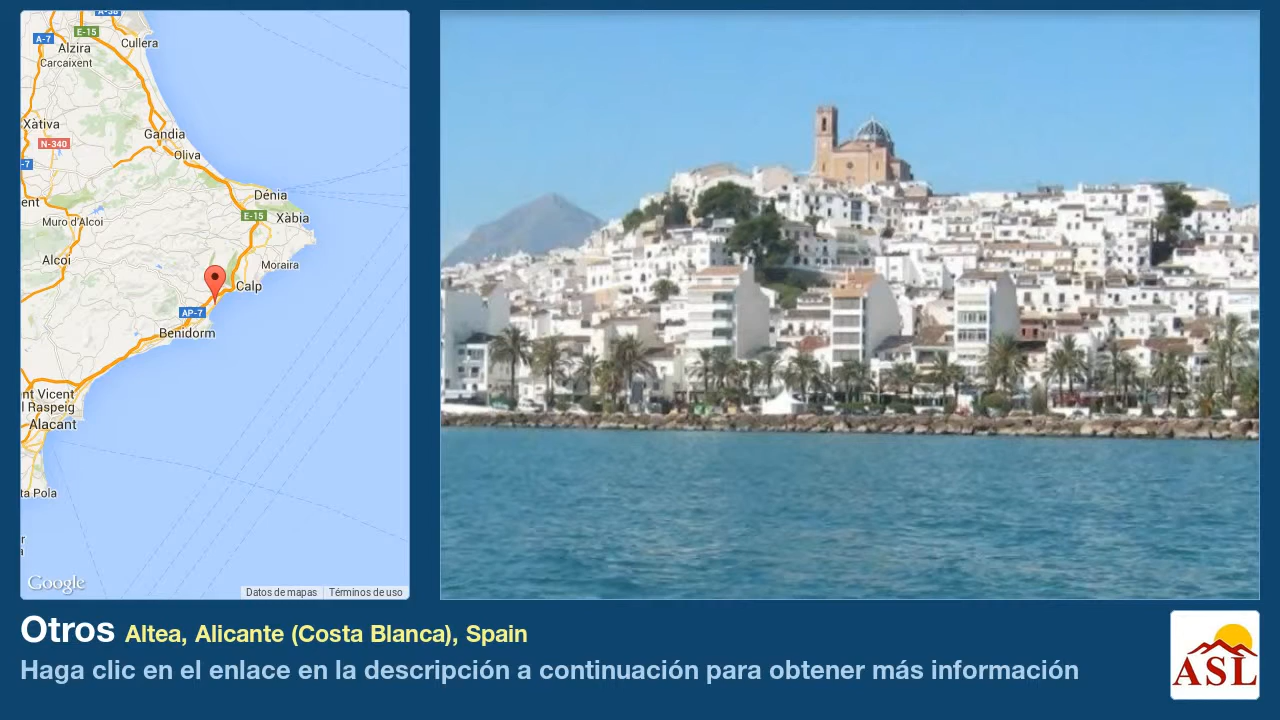 A-38
E-15
A-7
Cullera
Alzira
Carcaixent
Xàtiva
N-340
Gandia
-7
Oliva
Dénia
ent
E-15
Xàbia
Muro d'Alcoi
Alcoi
Moraira
Calp
AP-7
Benidorm
nt Vicent
l Raspeig
Alacant
ta Pola
Google
Datos de mapas
Términos de uso
Otros Altea, Alicante (Costa Blanca), Spain
Haga clic en el enlace en la descripción a continuación para obtener más información
ASL